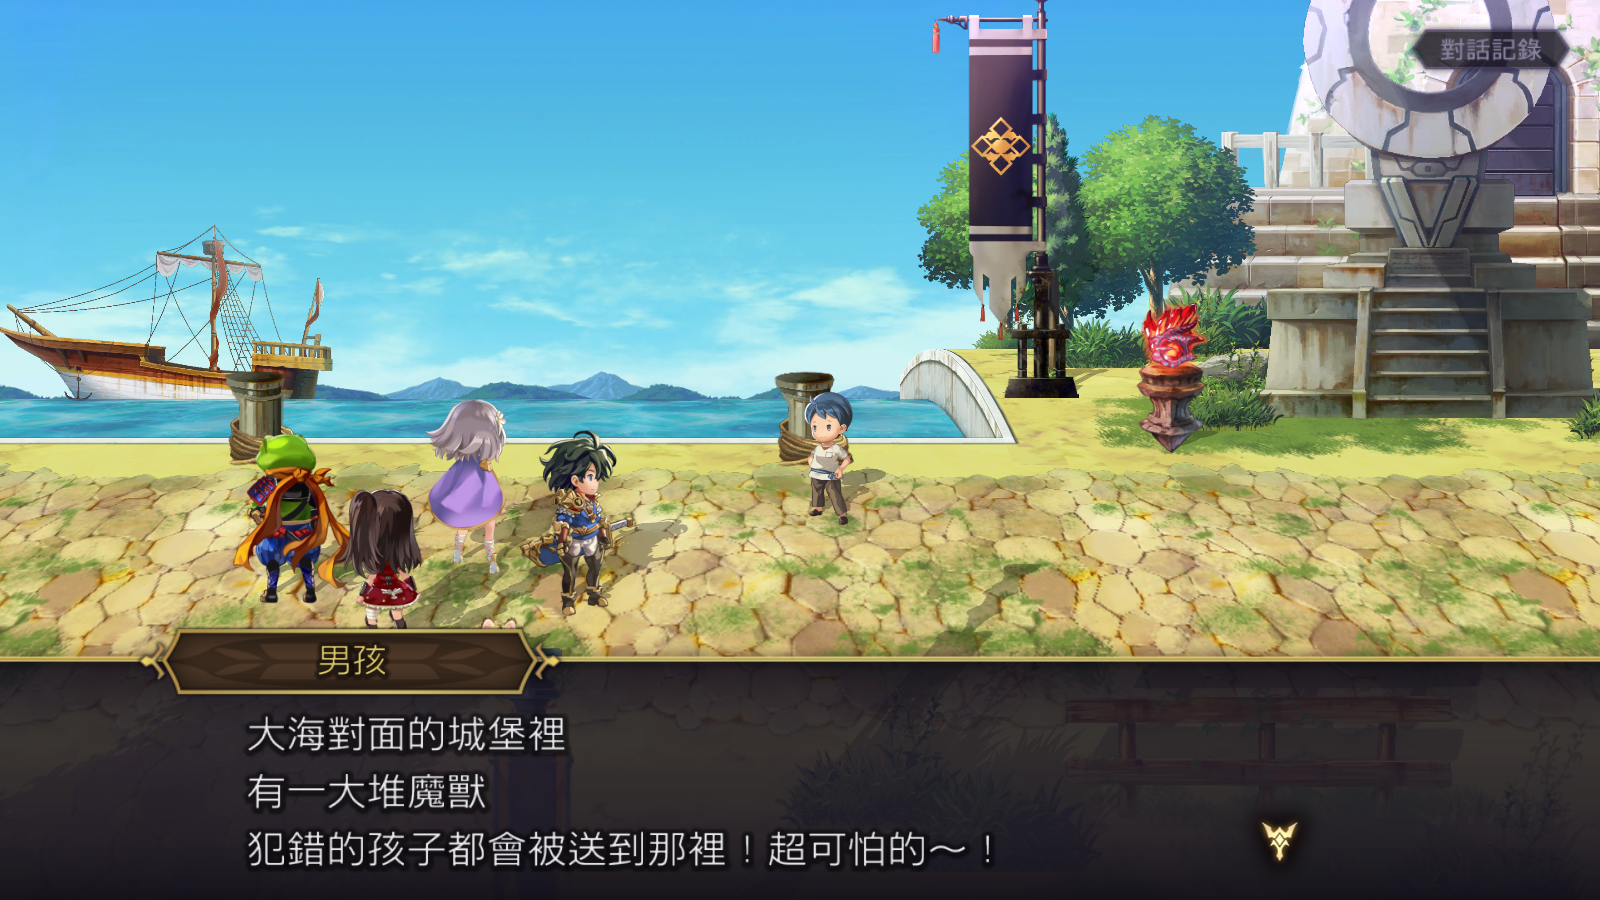 對話記錄
男孩
大海對面的城堡裡
有一大堆魔獸
犯錯的孩子都會被送到那裡！超可怕的～！